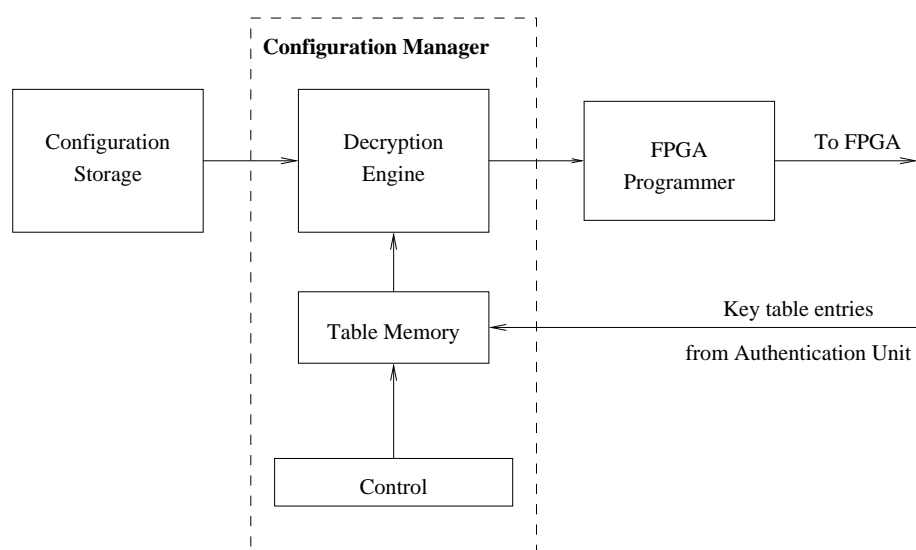 Configuration Manager
Configuration
Storage
Decryption
Engine
FPGA
Programmer
To FPGA
Table Memory
Key table entries
from Authentication Unit
Control